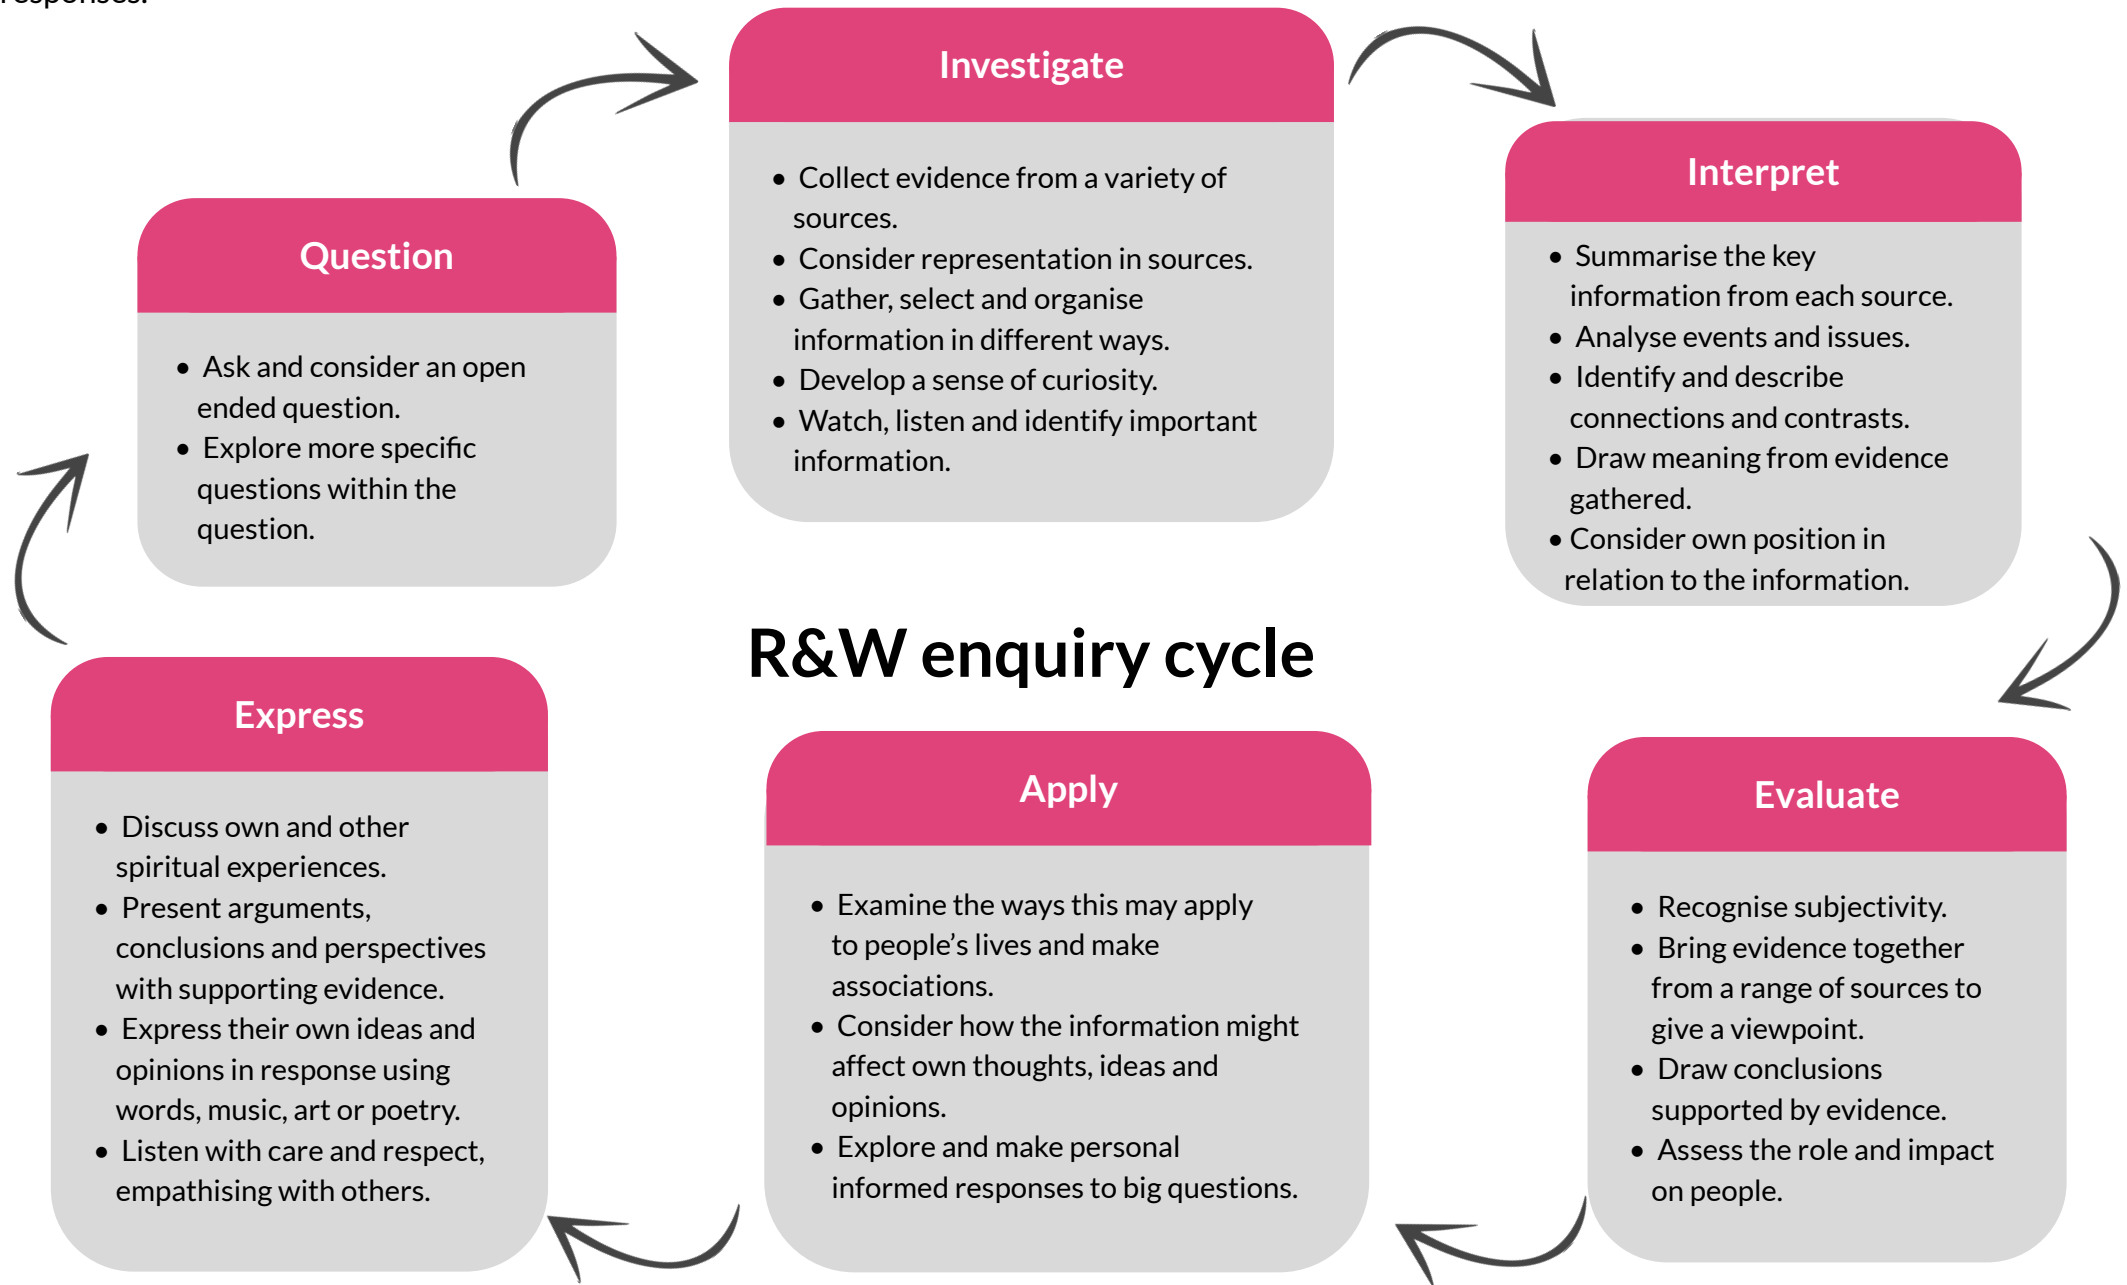 responses.
Investigate
• Collect evidence from a variety of
sources.
• Consider representation in sources.
• Gather, select and organise
information in different ways.
• Develop a sense of curiosity.
• Watch, listen and identify important
information.
Interpret
• Summarise the key
information from each source.
• Analyse events and issues.
• Identify and describe
connections and contrasts.
• Draw meaning from evidence
gathered.
• Consider own position in
relation to the information.
Question
• Ask and consider an open
ended question.
• Explore more specific
questions within the
question.
R&W enquiry cycle
Express
• Discuss own and other
spiritual experiences.
• Present arguments,
conclusions and perspectives
with supporting evidence.
• Express their own ideas and
opinions in response using
words, music, art or poetry.
• Listen with care and respect,
empathising with others.
Apply
• Examine the ways this may apply
to people's lives and make
associations.
• Consider how the information might
affect own thoughts, ideas and
opinions.
• Explore and make personal
informed responses to big questions.
Evaluate
• Recognise subjectivity.
• Bring evidence together
from a range of sources to
give a viewpoint.
• Draw conclusions
supported by evidence.
• Assess the role and impact
on people.